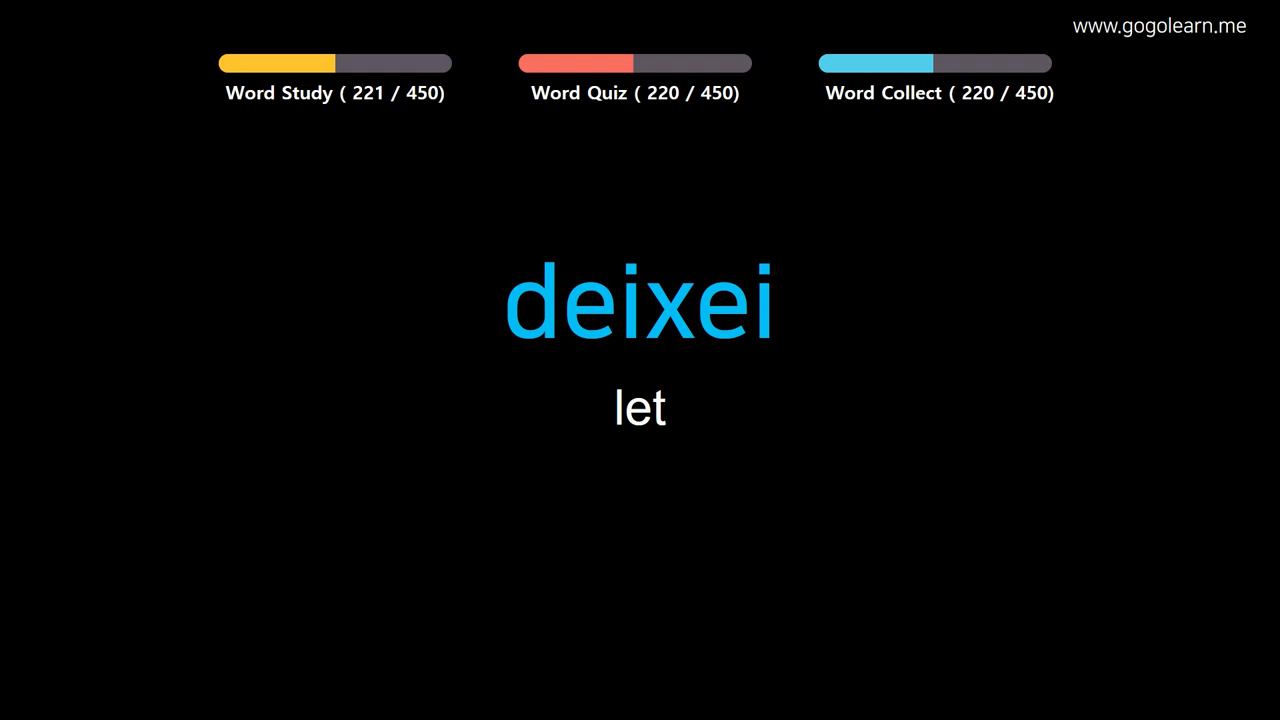 www.gogolearn.me
Word Study ( 221 / 450)
Word Quiz ( 220 / 450)
Word Collect ( 220 / 450)
deixei
let